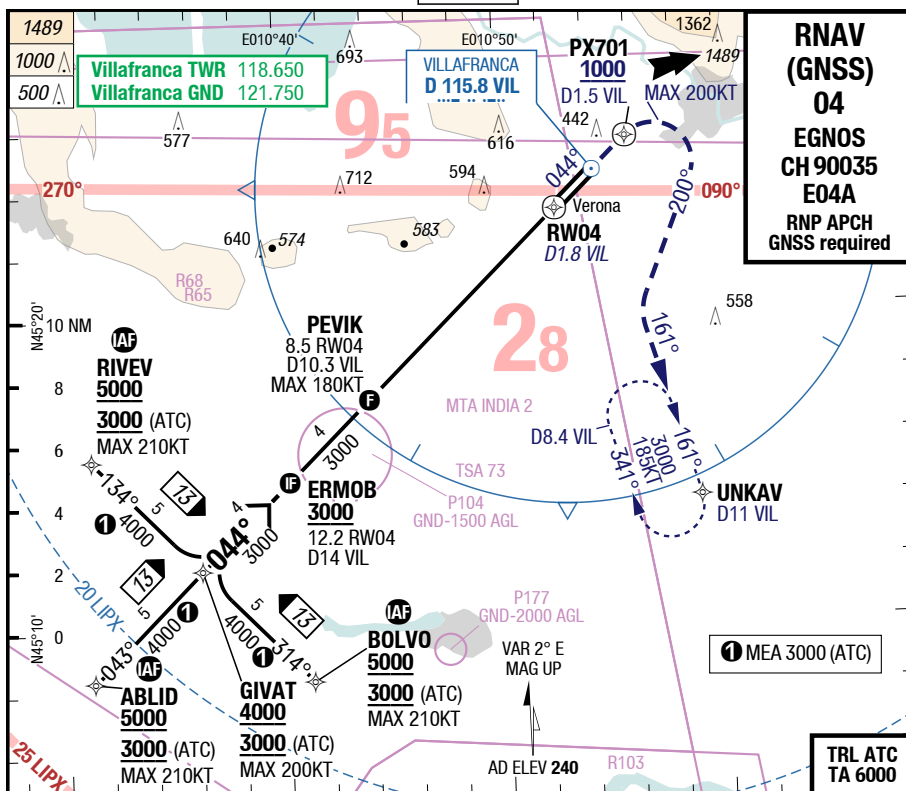 1489
1000
500
Villafranca TWR 118.650
Villafranca GND 121.750
E010°40'
693
E010°50'
VILLAFRANCA
D 115.8 VIL
PX701
1000
D1.5 VIL
1362
1489
MAX 200KT
RNAV
(GNSS)
04
EGNOS
CH 90035
E04A
RNP APCH
GNSS required
577
95
616
442
044°
270°
712
594
200°
090°
Verona
RW04
D1.8 VIL
640
574
583
R68
R65
558
N45°20'
10 NM
PEVIK
8.5 RW04
D10.3 VIL
MAX 180KT
28
161°
IAF
RIVEV
5000
3000 (ATC)
MAX 210KT
8
F
MTA INDIA 2
6
4
3000
D8.4 VIL
341°
3000
185KT
161°
TSA 73
134°
5
4000
1
13
4
3000
IF
ERMOB
3000
12.2 RW04
D14 VIL
P104
GND-1500 AGL
UNKAV
D11 VIL
4
044°
2
13
5
4000
1
20 LIPX
5
4000
1
13
314°
P177
GND-2000 AGL
N45°10'
0
043°
IAF
ABLID
5000
3000 (ATC)
MAX 210KT
GIVAT
4000
3000 (ATC)
MAX 200KT
IAF
BOLVO
5000
3000 (ATC)
MAX 210KT
VAR 2° E
MAG UP
1 MEA 3000 (ATC)
25 LIPX
AD ELEV 240
R103
TRL ATC
TA 6000